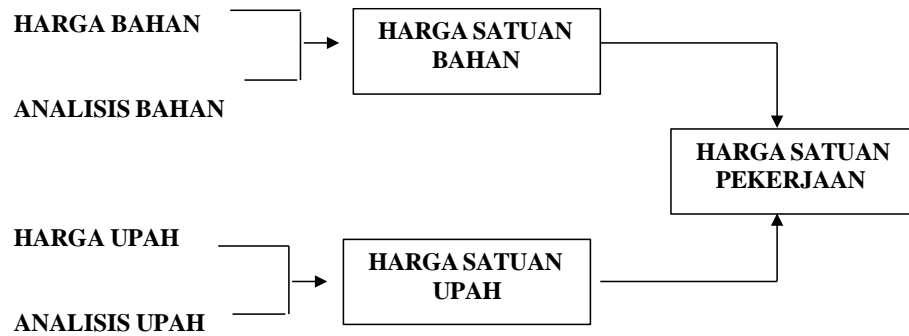 HARGA BAHAN
HARGA SATUAN
BAHAN
ANALISIS BAHAN
HARGA SATUAN
PEKERJAAN
HARGA UPAH
HARGA SATUAN
UPAH
ANALISIS UPAH